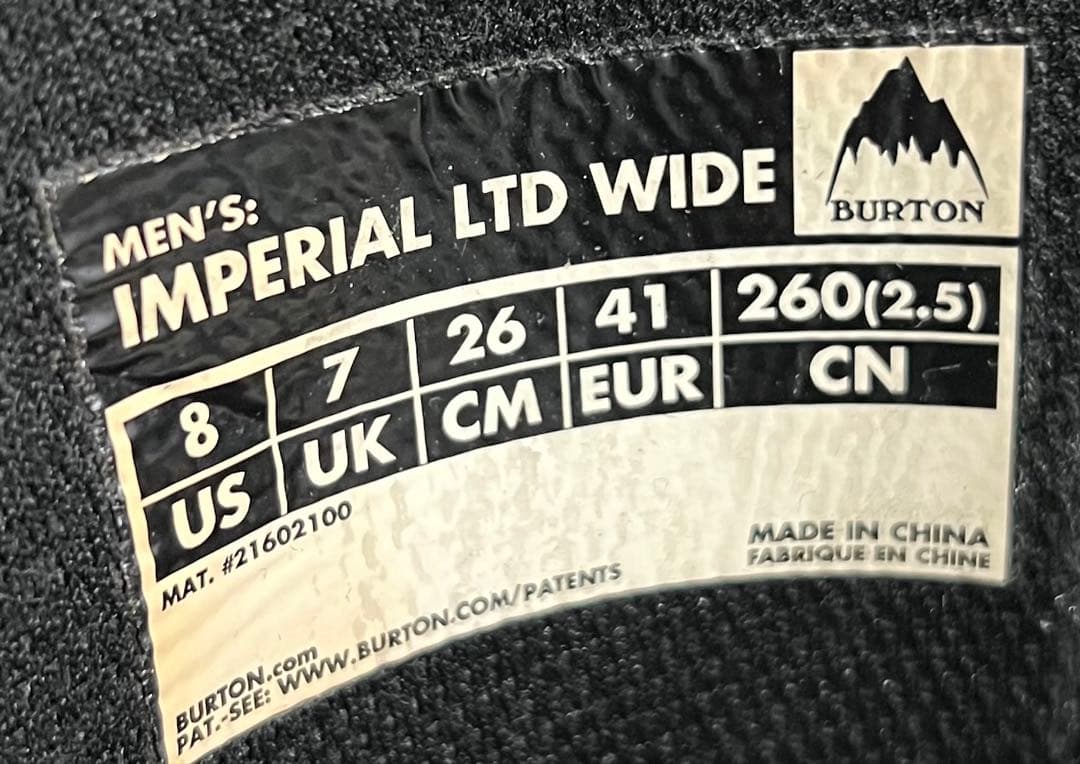 MEN'S:
IMPERIAL LTD WIDE
BURTON
8 7 26 41 260(2.5)
US UK CM EUR CN
MAT. #21602100
MADE IN CHINA
FABRIQUE EN CHINE
BURTON.com
PAT.-SEE: WWW.BURTON.COM/PATENTS